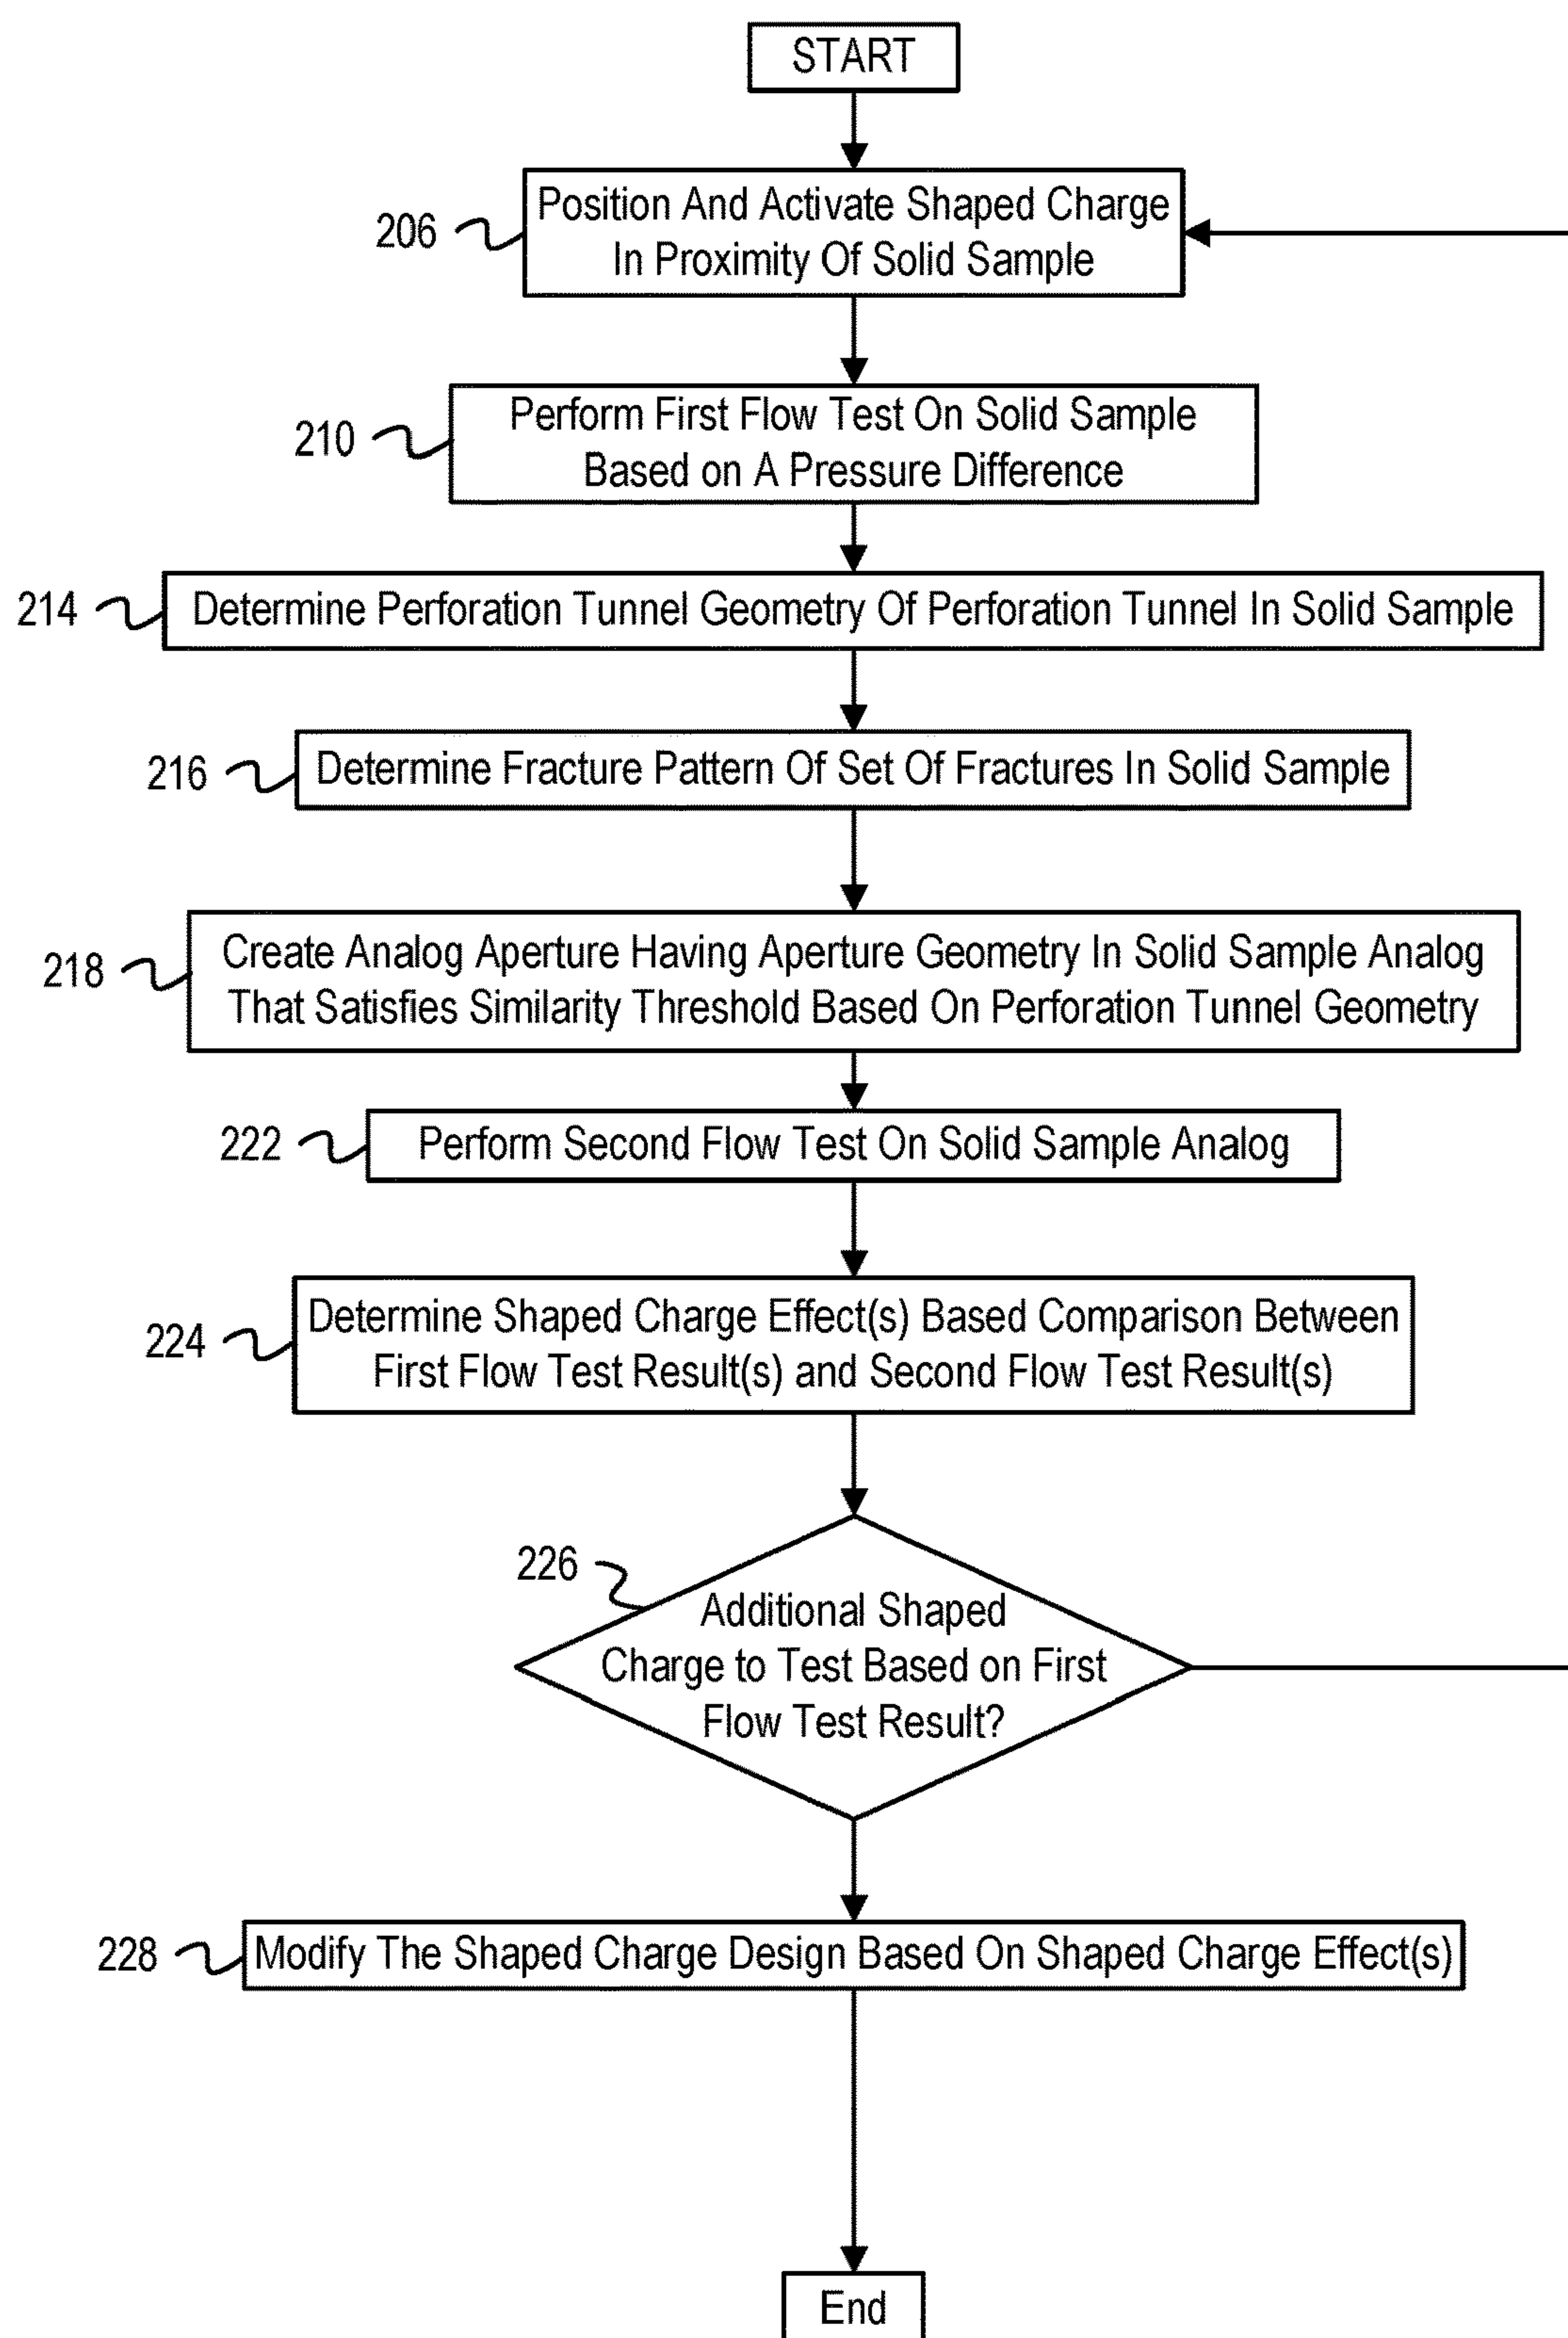 START
206
Position And Activate Shaped Charge
In Proximity Of Solid Sample
210
Perform First Flow Test On Solid Sample
Based on A Pressure Difference
214
Determine Perforation Tunnel Geometry Of Perforation Tunnel In Solid Sample
216
Determine Fracture Pattern Of Set Of Fractures In Solid Sample
218
Create Analog Aperture Having Aperture Geometry In Solid Sample Analog
That Satisfies Similarity Threshold Based On Perforation Tunnel Geometry
222
Perform Second Flow Test On Solid Sample Analog
224
Determine Shaped Charge Effect(s) Based Comparison Between
First Flow Test Result(s) and Second Flow Test Result(s)
226
Additional Shaped
Charge to Test Based on First
Flow Test Result?
228
Modify The Shaped Charge Design Based On Shaped Charge Effect(s)
End